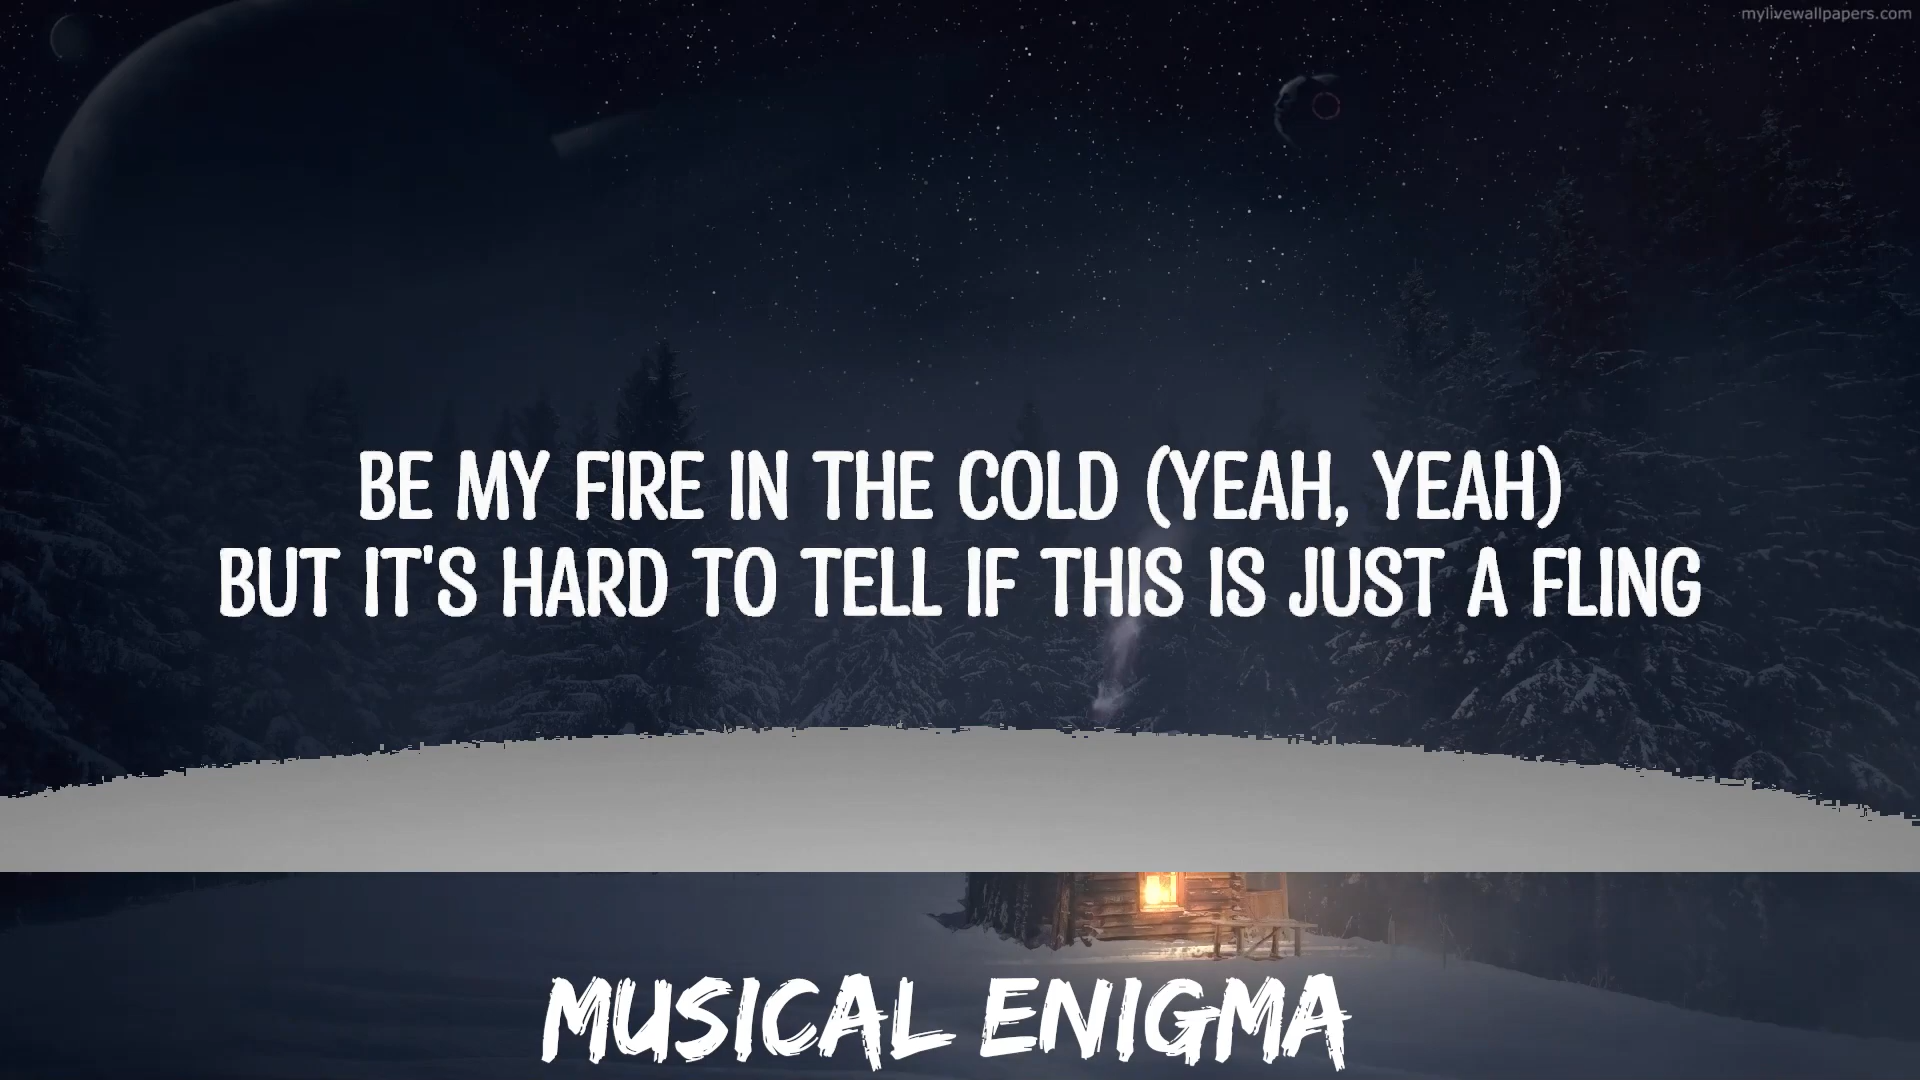 mylivewallpapers.com
BE MY FIRE IN THE COLD (YEAH, YEAH)
BUT IT'S HARD TO TELL IF THIS IS JUST A FLING
MUSICAL ENIGMA